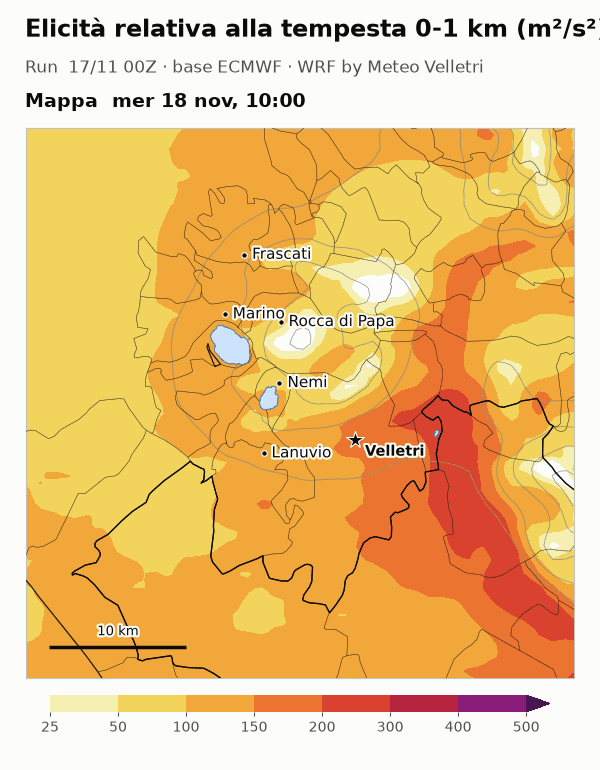 Elicità relativa alla tempesta 0-1 km (m²/s²)
Run  17/11 00Z · base ECMWF · WRF by Meteo Velletri
Mappa  mer 18 nov, 10:00
Frascati
Marino
Rocca di Papa
Nemi
Lanuvio
Velletri
10 km
25 50 100 150 200 300 400 500